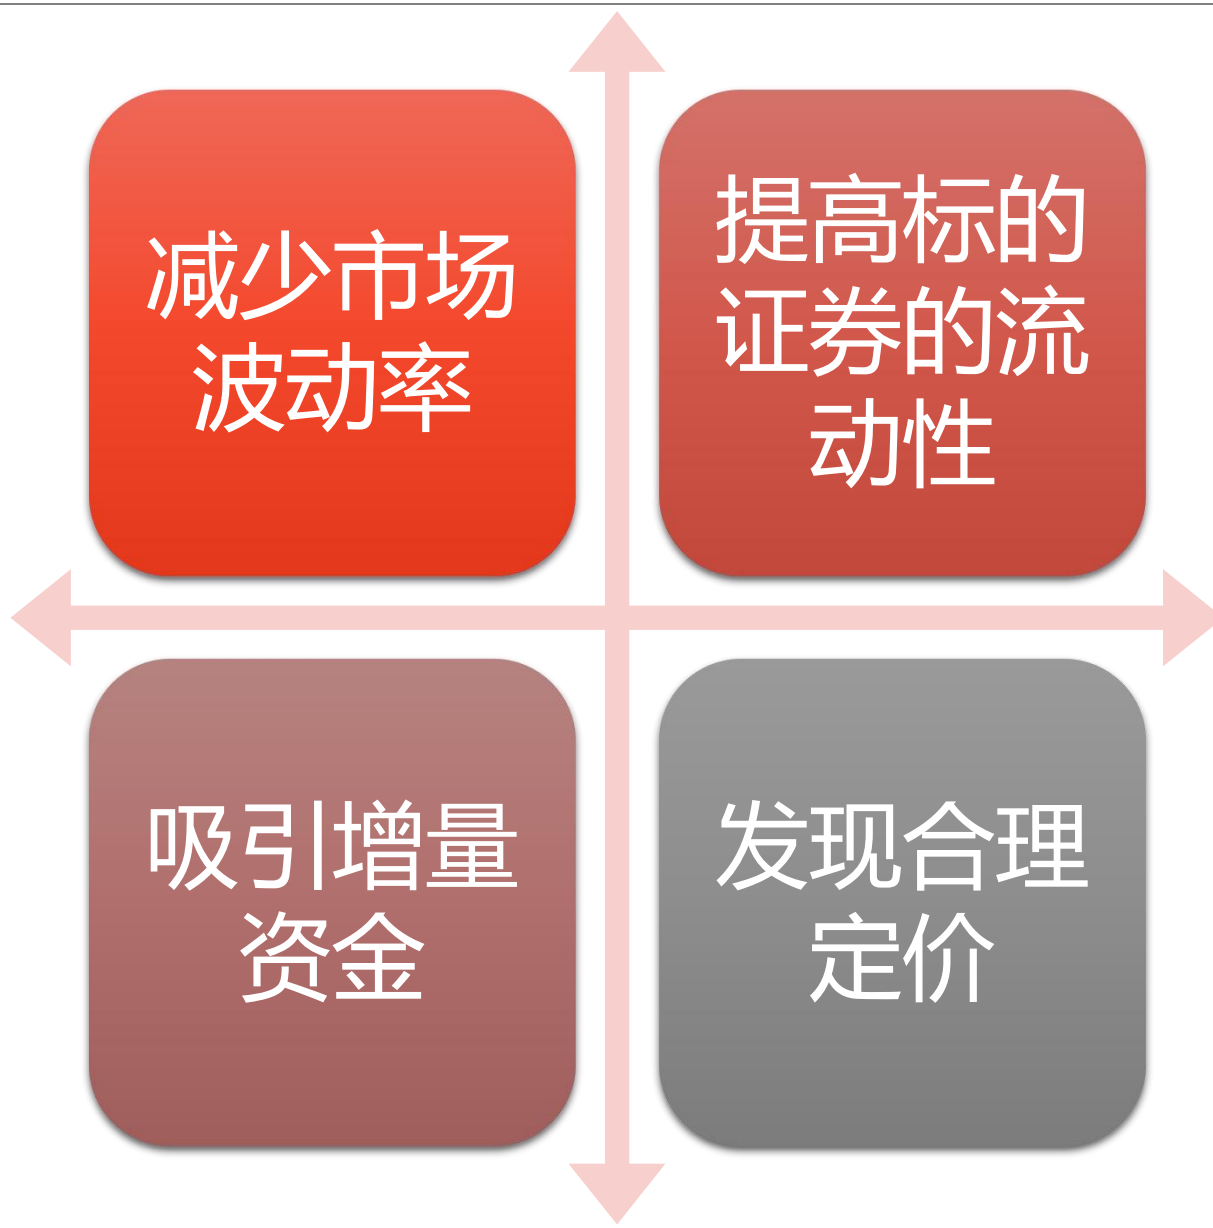 减少市场
波动率
提高标的
证券的流
动性
吸引增量
资金
发现合理
定价